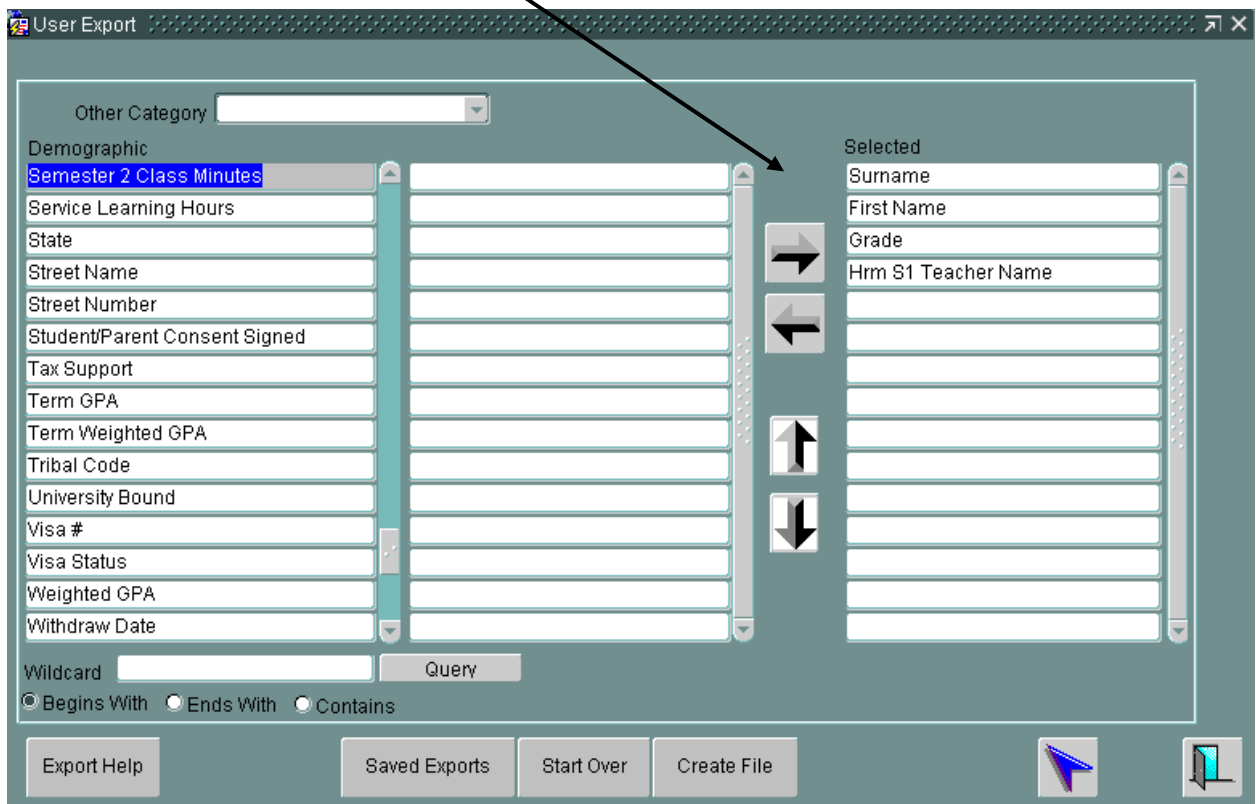 User Export
Other Category
Demographic
Semester 2 Class Minutes
Service Learning Hours
State
Street Name
Street Number
Student/Parent Consent Signed
Tax Support
Term GPA
Term Weighted GPA
Tribal Code
University Bound
Visa #
Visa Status
Weighted GPA
Withdraw Date
Selected
Surname
First Name
Grade
Hrm S1 Teacher Name
Wildcard
Query
Begins With Ends With Contains
Export Help Saved Exports Start Over Create File